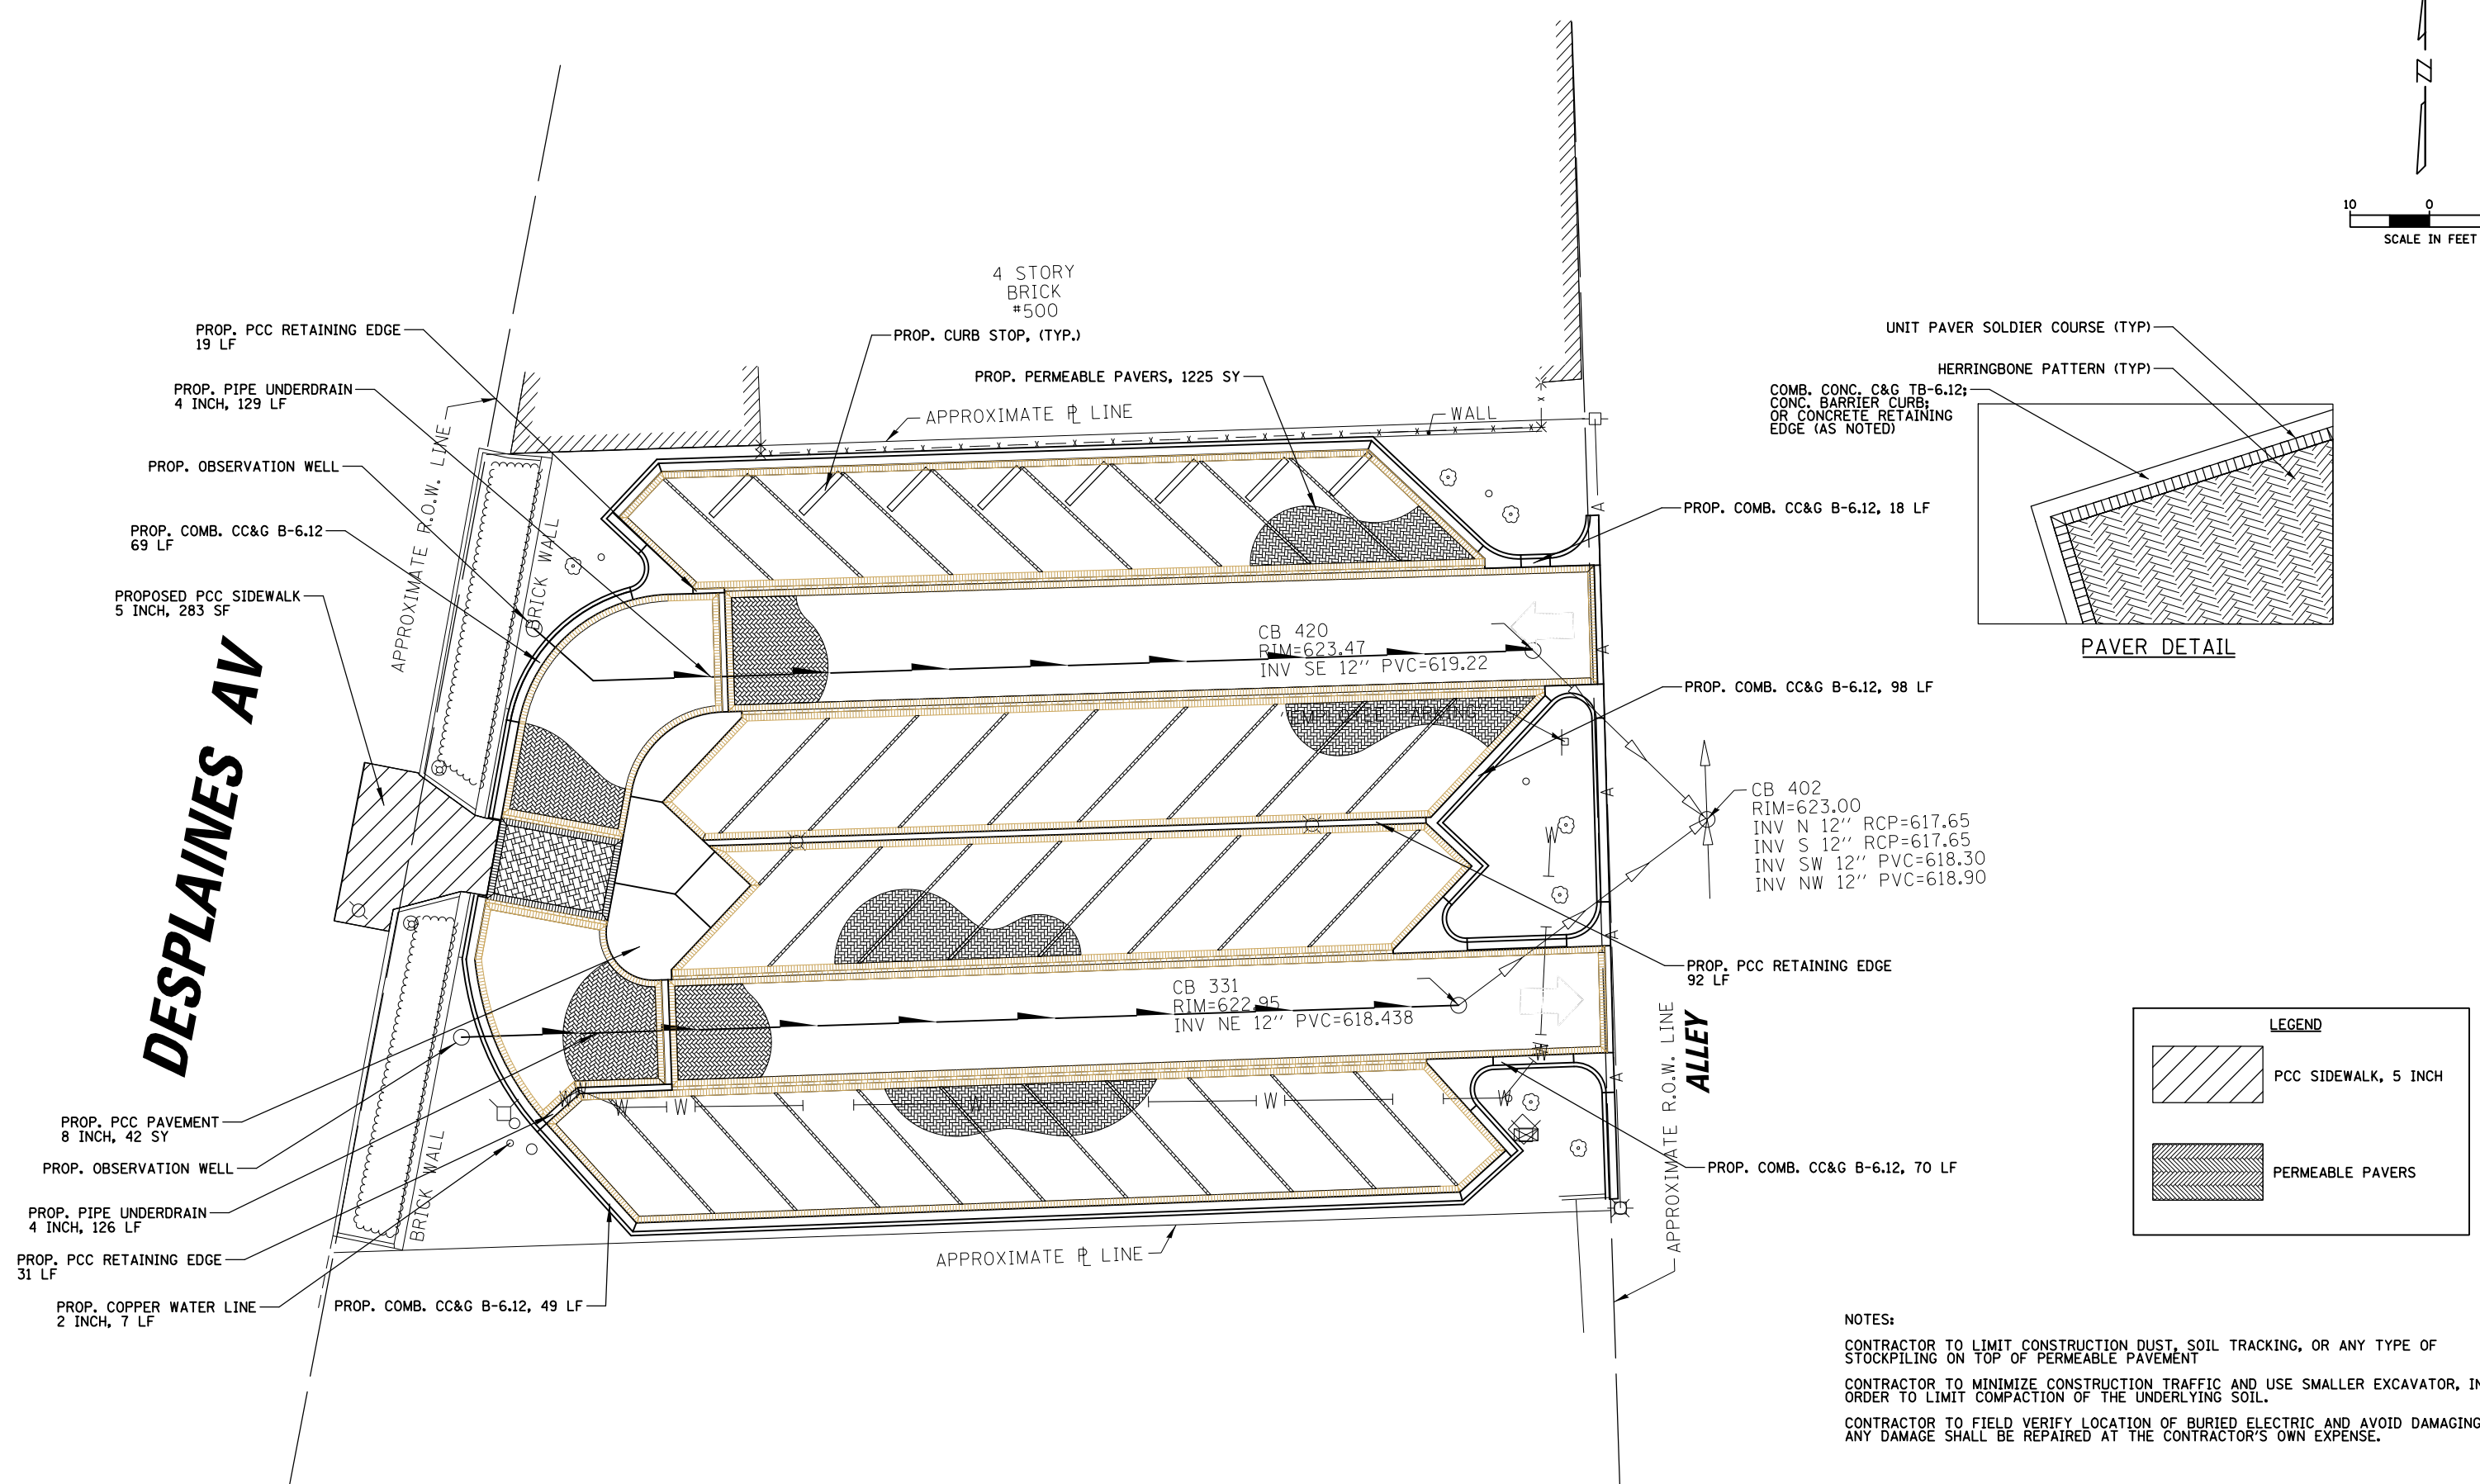 4 STORY
BRICK
#500
PROP. CURB STOP, (TYP.)
PROP. PERMEABLE PAVERS, 1225 SY
APPROXIMATE PL LINE
WALL
PROP. PCC RETAINING EDGE
19 LF
PROP. PIPE UNDERDRAIN
4 INCH, 129 LF
PROP. OBSERVATION WELL
PROP. COMB. CC&G B-6.12
69 LF
PROPOSED PCC SIDEWALK
5 INCH, 283 SF
APPROXIMATE R.O.W. LINE
BRICK WALL
DESPLAINES AV
CB 420
RIM=623.47
INV SE 12'' PVC=619.22
"EMPLOYEE PARKING"
CB 331
RIM=622.95
INV NE 12'' PVC=618.438
W
W
W
W
W
W
W
W
W
A
A
A
A
A
PROP. PCC PAVEMENT
8 INCH, 42 SY
PROP. OBSERVATION WELL
PROP. PIPE UNDERDRAIN
4 INCH, 126 LF
PROP. PCC RETAINING EDGE
31 LF
PROP. COPPER WATER LINE
2 INCH, 7 LF
BRICK WALL
PROP. COMB. CC&G B-6.12, 49 LF
APPROXIMATE PL LINE
PROP. COMB. CC&G B-6.12, 18 LF
PROP. COMB. CC&G B-6.12, 98 LF
CB 402
RIM=623.00
INV N 12'' RCP=617.65
INV S 12'' RCP=617.65
INV SW 12'' PVC=618.30
INV NW 12'' PVC=618.90
PROP. PCC RETAINING EDGE
92 LF
ALLEY
APPROXIMATE R.O.W. LINE
PROP. COMB. CC&G B-6.12, 70 LF
N
10 0
SCALE IN FEET
UNIT PAVER SOLDIER COURSE (TYP)
HERRINGBONE PATTERN (TYP)
COMB. CONC. C&G TB-6.12;
CONC. BARRIER CURB;
OR CONCRETE RETAINING
EDGE (AS NOTED)
PAVER DETAIL
LEGEND
PCC SIDEWALK, 5 INCH
PERMEABLE PAVERS
NOTES:
CONTRACTOR TO LIMIT CONSTRUCTION DUST, SOIL TRACKING, OR ANY TYPE OF
STOCKPILING ON TOP OF PERMEABLE PAVEMENT
CONTRACTOR TO MINIMIZE CONSTRUCTION TRAFFIC AND USE SMALLER EXCAVATOR, IN
ORDER TO LIMIT COMPACTION OF THE UNDERLYING SOIL.
CONTRACTOR TO FIELD VERIFY LOCATION OF BURIED ELECTRIC AND AVOID DAMAGING
ANY DAMAGE SHALL BE REPAIRED AT THE CONTRACTOR'S OWN EXPENSE.